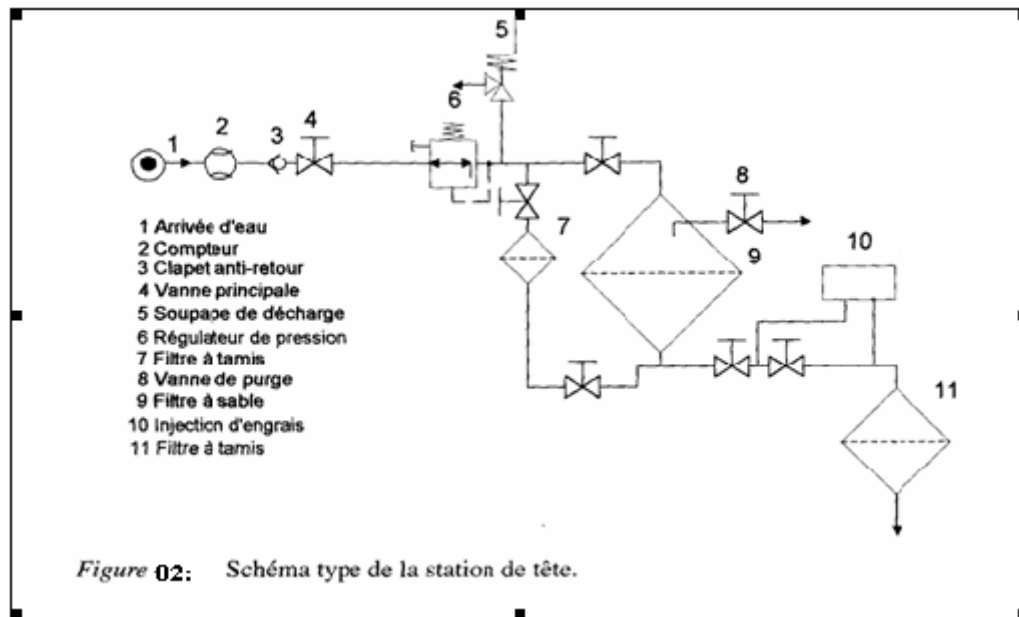 5
6
1
2
3
4
7
8
9
10
11
1 Arrivée d'eau
2 Compteur
3 Clapet anti-retour
4 Vanne principale
5 Soupape de décharge
6 Régulateur de pression
7 Filtre à tamis
8 Vanne de purge
9 Filtre à sable
10 Injection d'engrais
11 Filtre à tamis
Figure 02: Schéma type de la station de tête.